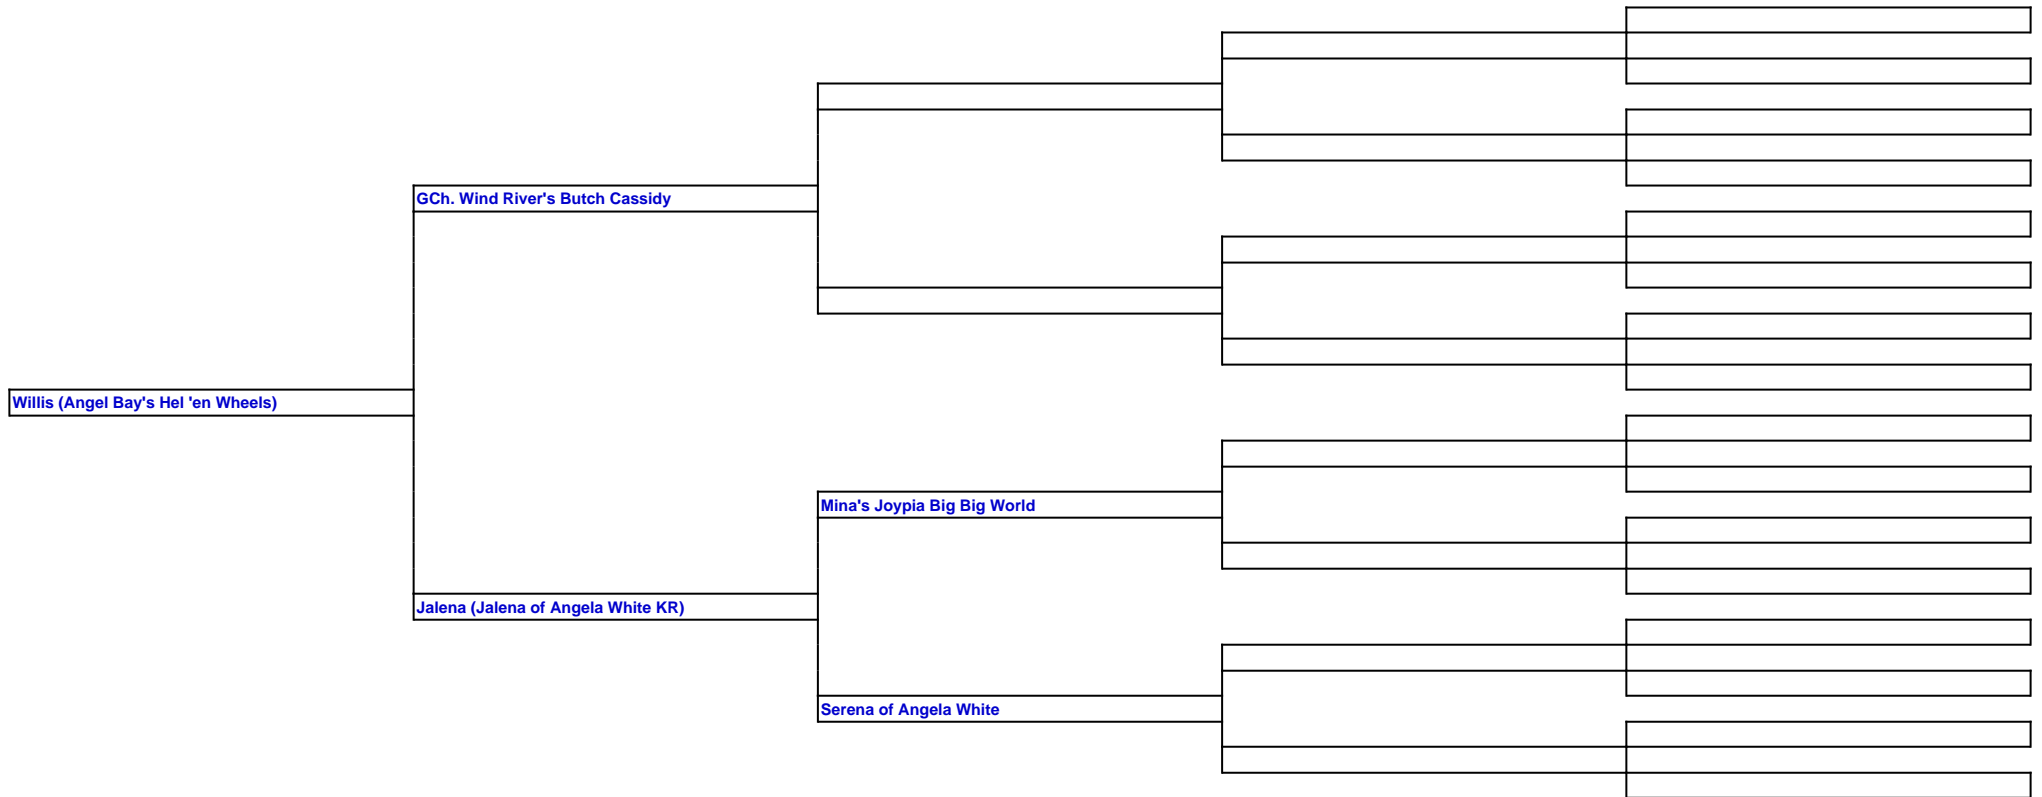 GCh. Wind River's Butch Cassidy
Willis (Angel Bay's Hel 'en Wheels)
Mina's Joypia Big Big World
Jalena (Jalena of Angela White KR)
Serena of Angela White